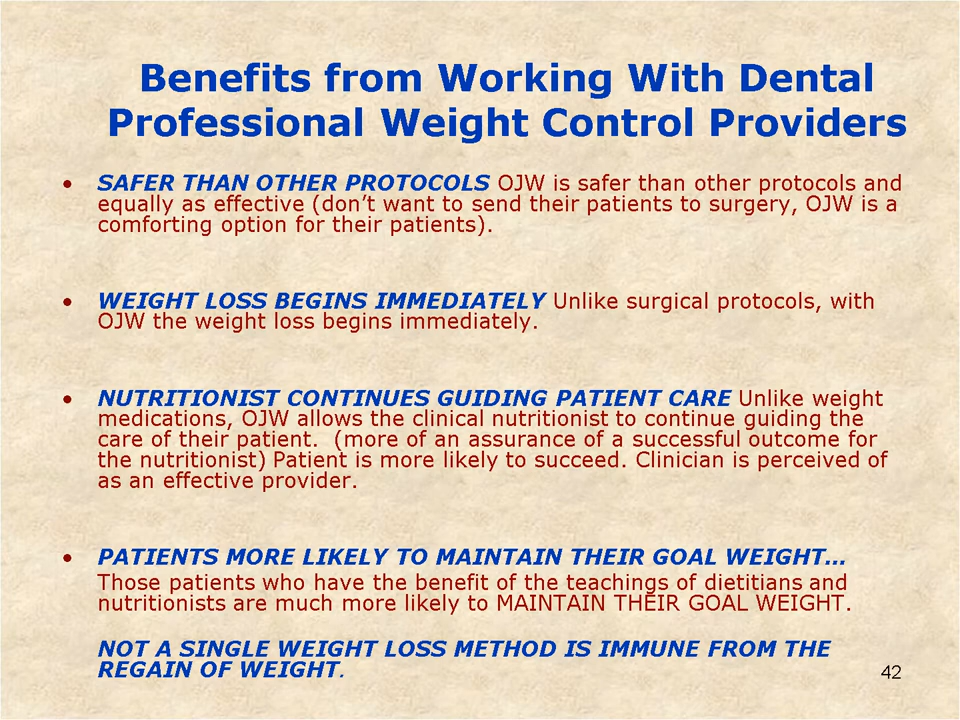 Benefits from Working With Dental
Professional Weight Control Providers
• SAFER THAN OTHER PROTOCOLS OJW is safer than other protocols and
equally as effective (don’t want to send their patients to surgery, OJW is a
comforting option for their patients).
• WEIGHT LOSS BEGINS IMMEDIATELY Unlike surgical protocols, with
OJW the weight loss begins immediately.
• NUTRITIONIST CONTINUES GUIDING PATIENT CARE Unlike weight
medications, OJW allows the clinical nutritionist to continue guiding the
care of their patient.  (more of an assurance of a successful outcome for
the nutritionist) Patient is more likely to succeed. Clinician is perceived of
as an effective provider.
• PATIENTS MORE LIKELY TO MAINTAIN THEIR GOAL WEIGHT…
Those patients who have the benefit of the teachings of dietitians and
nutritionists are much more likely to MAINTAIN THEIR GOAL WEIGHT.
NOT A SINGLE WEIGHT LOSS METHOD IS IMMUNE FROM THE
REGAIN OF WEIGHT.
42